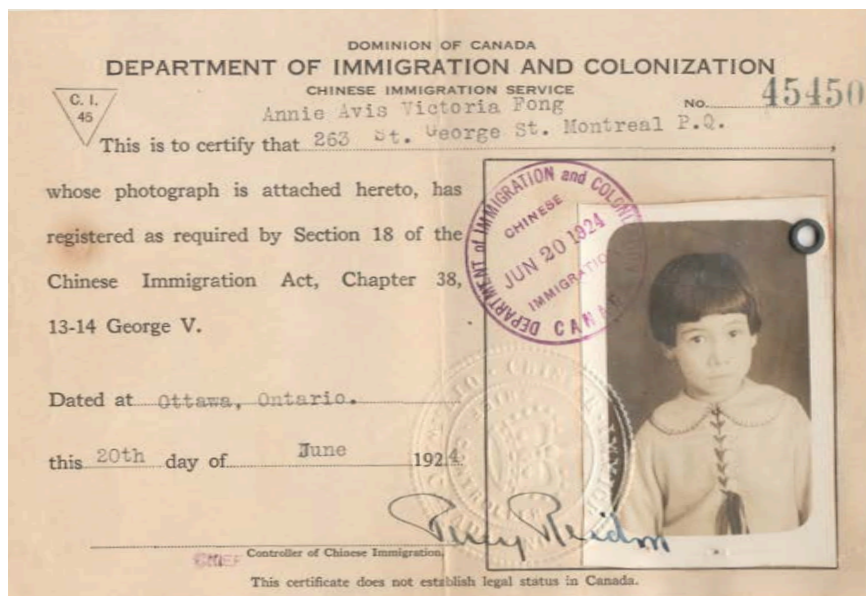 DOMINION OF CANADA
DEPARTMENT OF IMMIGRATION AND COLONIZATION
CHINESE IMMIGRATION SERVICE
C. I.
45
No. 45450
Annie Avis Victoria Fong
This is to certify that 263 St. George St. Montreal P.Q.,
whose photograph is attached hereto, has
registered as required by Section 18 of the
Chinese Immigration Act, Chapter 38,
13-14 George V.
DEPARTMENT of IMMIGRATION and
CHINESE
JUN 20 1924
IMMIGRATION
Dated at Ottawa, Ontario.
this 20th day of June 1924
CHIEF Controller of Chinese Immigration.
This certificate does not establish legal status in Canada.